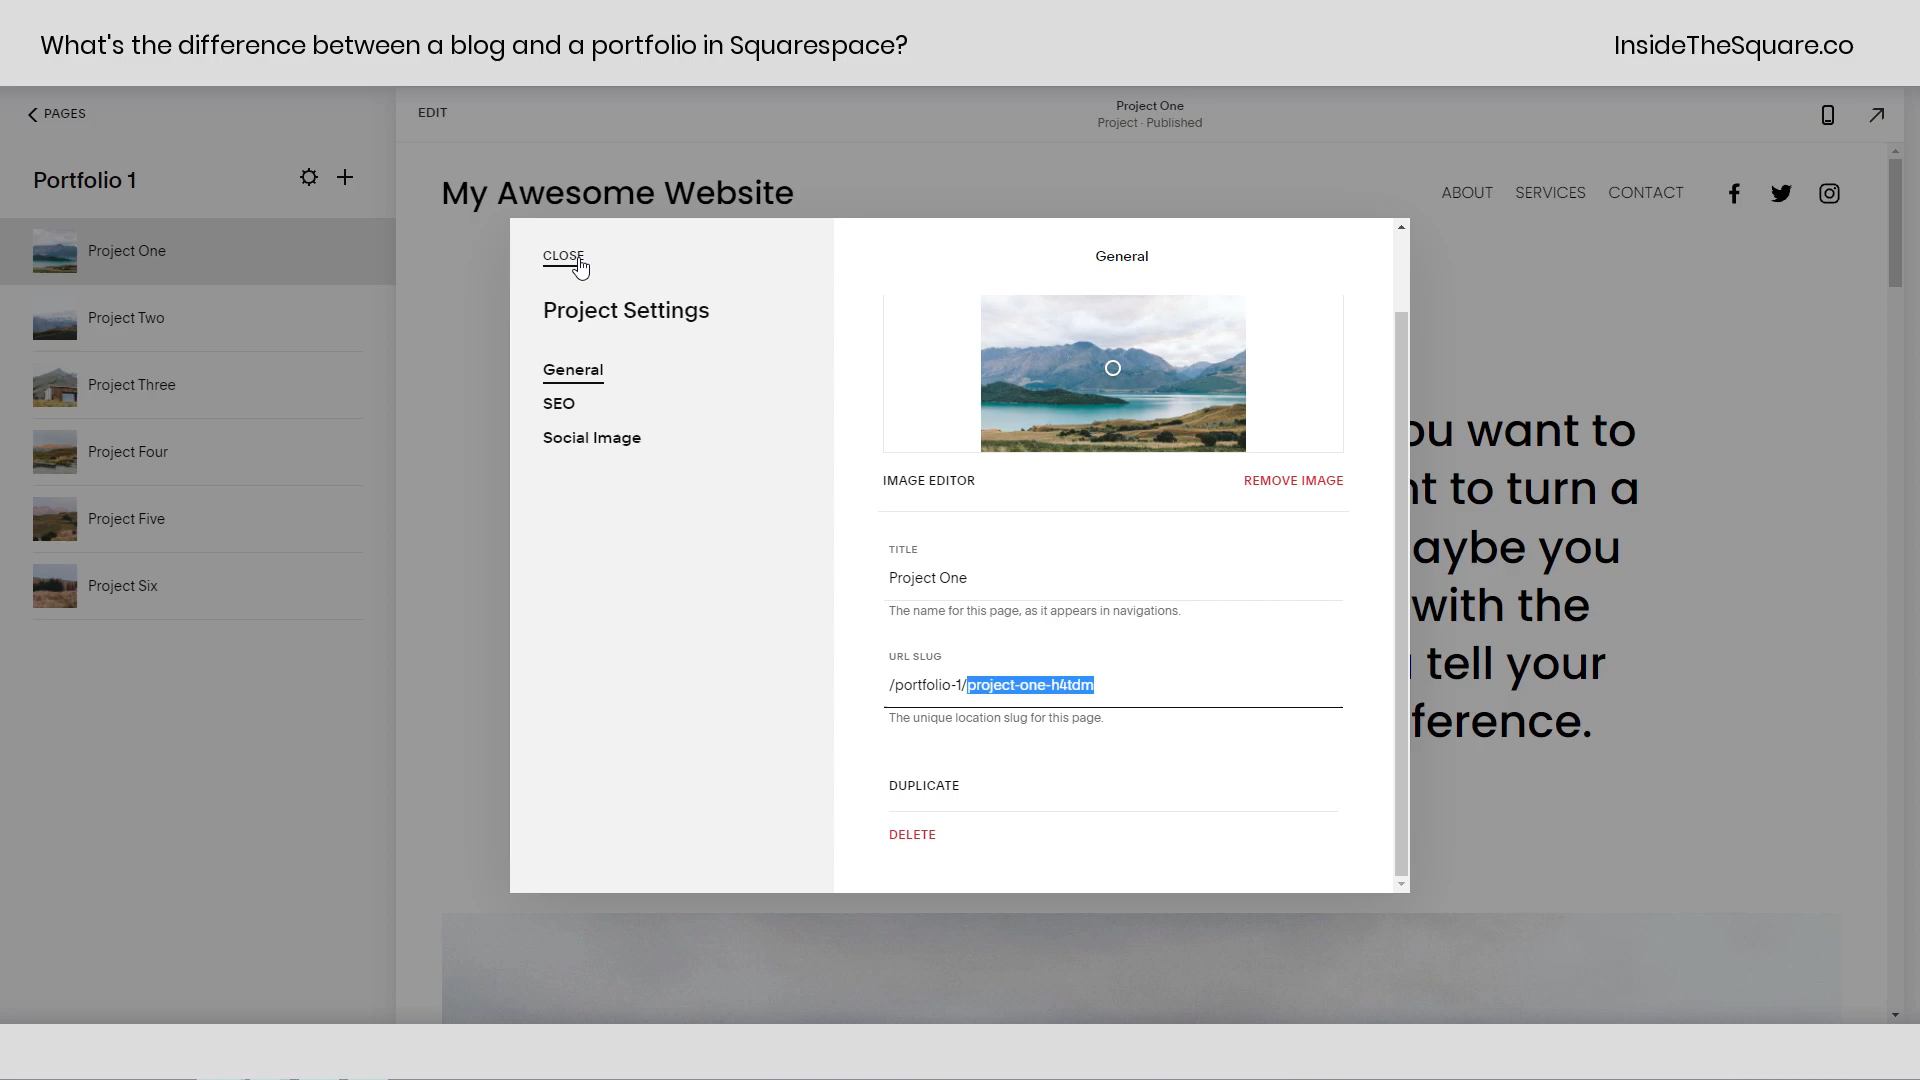 What's the difference between a blog and a portfolio in Squarespace?
InsideTheSquare.co
PAGES
EDIT
Project One
Project · Published
Portfolio 1
Project One
Project Two
Project Three
Project Four
Project Five
Project Six
My Awesome Website
ABOUT SERVICES CONTACT
CLOSE
Project Settings
General
SEO
Social Image
General
IMAGE EDITOR
REMOVE IMAGE
TITLE
Project One
The name for this page, as it appears in navigations.
URL SLUG
/portfolio-1/project-one-h4tdm
The unique location slug for this page.
DUPLICATE
DELETE
ou want to
nt to turn a
aybe you
with the
tell your
ference.